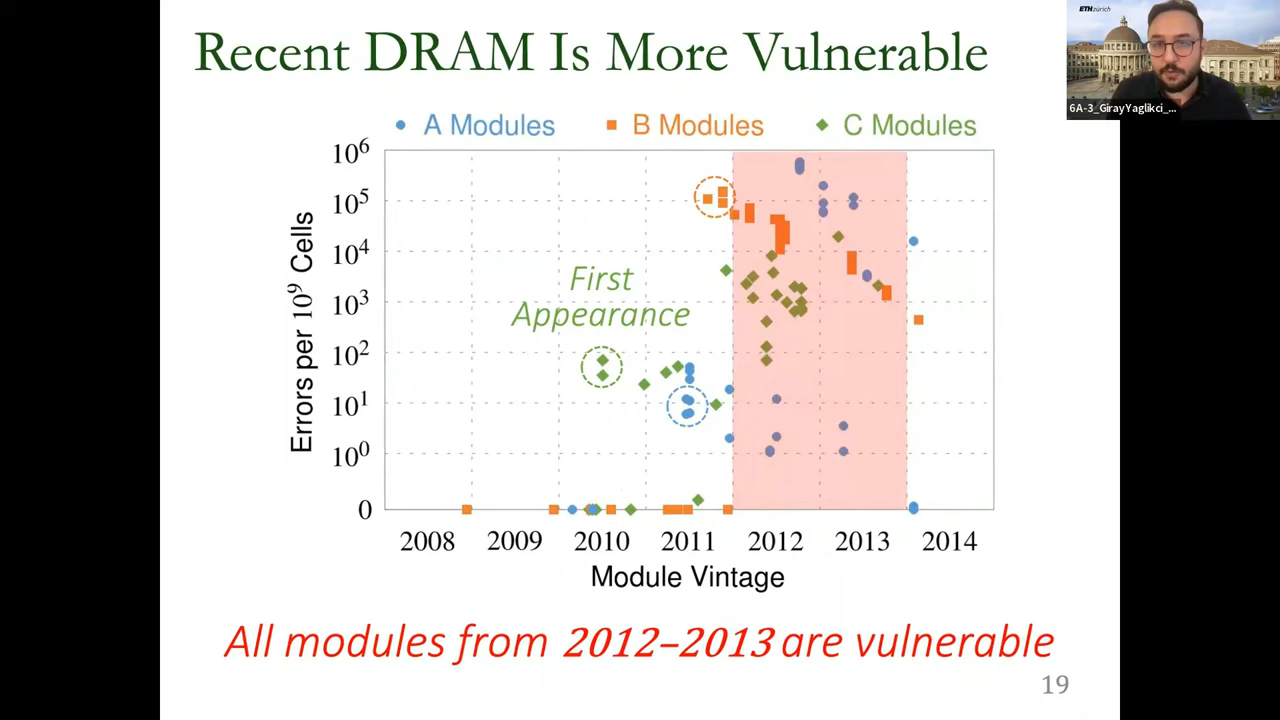 Recent DRAM Is More Vulnerable
ETH zürich
6A-3_GirayYaglikci_...
A Modules B Modules C Modules
10⁶
10⁵
10⁴
10³
10²
10¹
10⁰
0
Errors per 10⁹ Cells
First
Appearance
2008 2009 2010 2011 2012 2013 2014
Module Vintage
All modules from 2012–2013 are vulnerable
19